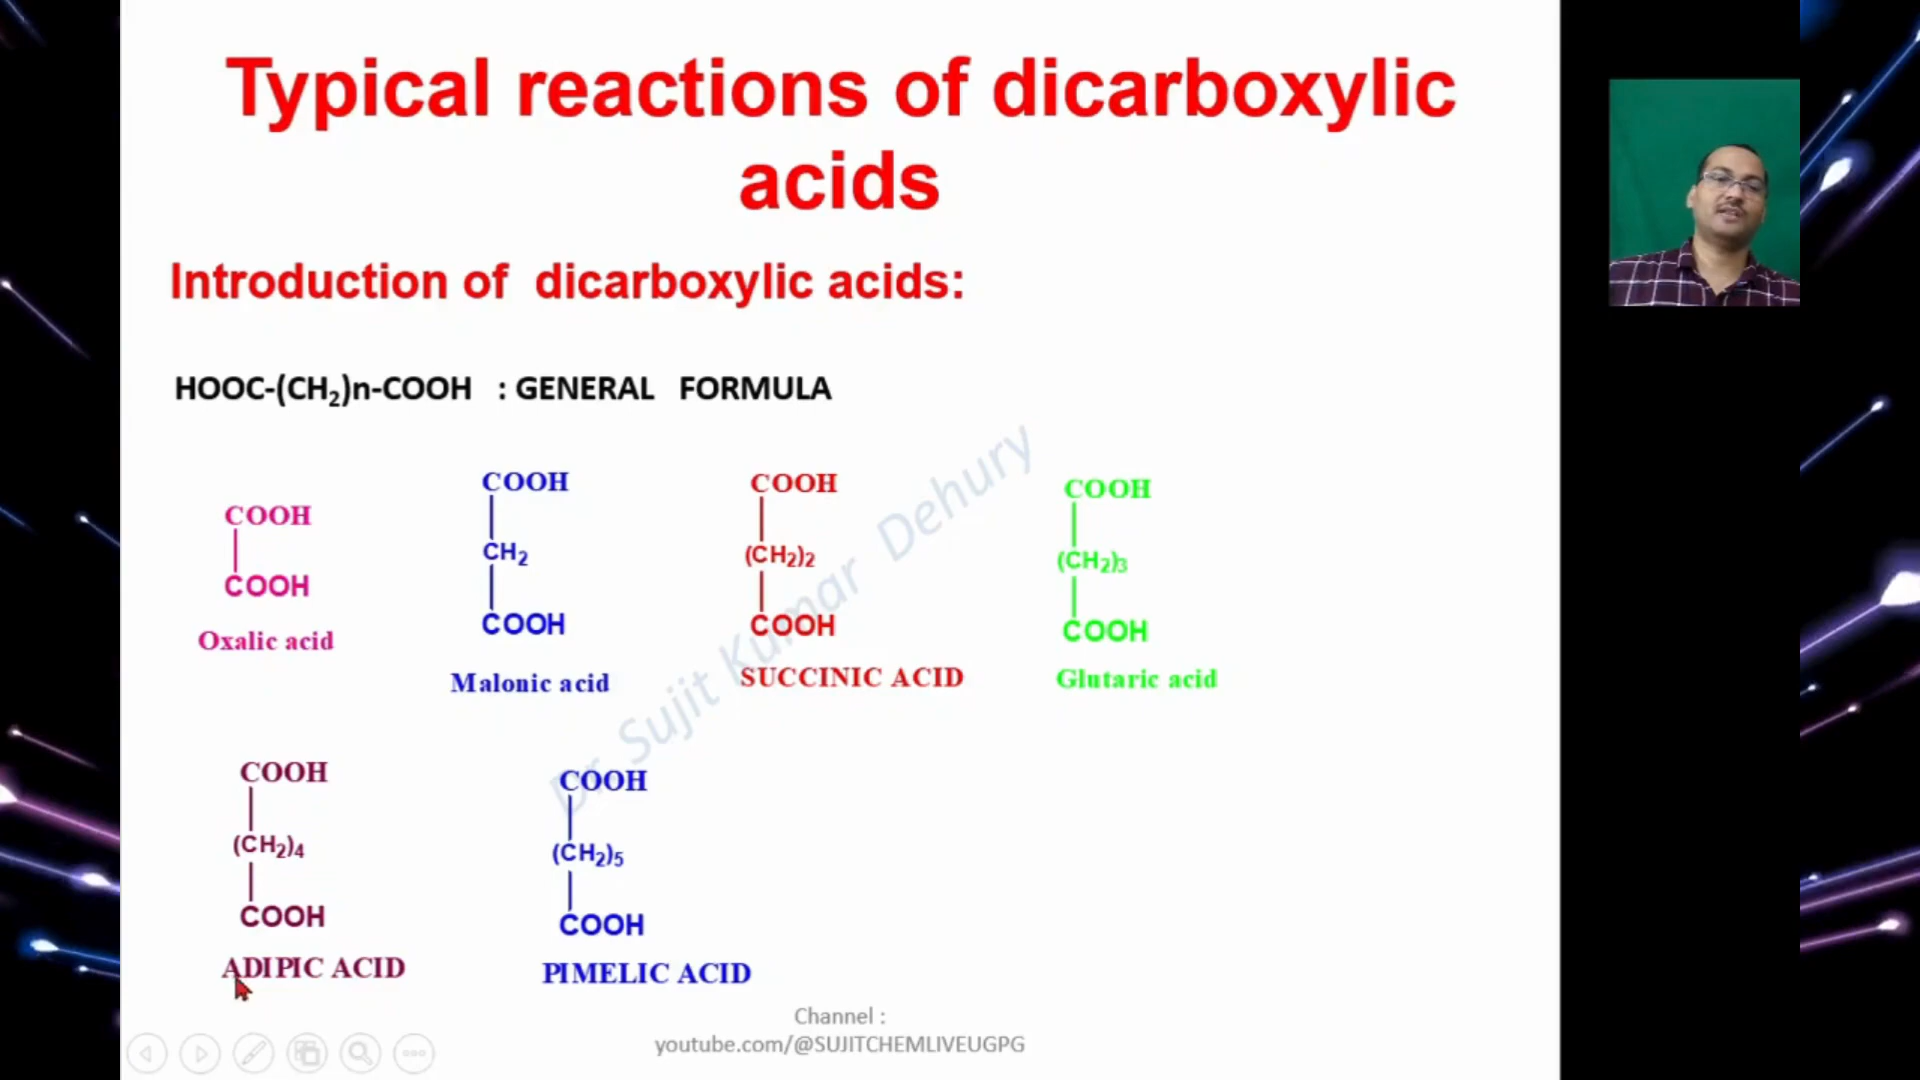 Typical reactions of dicarboxylic
acids
Introduction of dicarboxylic acids:
HOOC-(CH₂)n-COOH : GENERAL FORMULA
COOH
COOH
Oxalic acid
COOH
CH₂
COOH
Malonic acid
COOH
(CH₂)₂
COOH
SUCCINIC ACID
COOH
(CH₂)₃
COOH
Glutaric acid
COOH
(CH₂)₄
COOH
ADIPIC ACID
COOH
(CH₂)₅
COOH
PIMELIC ACID
Dr Sujit Kumar Dehury
Channel :
youtube.com/@SUJITCHEMLIVEUGPG